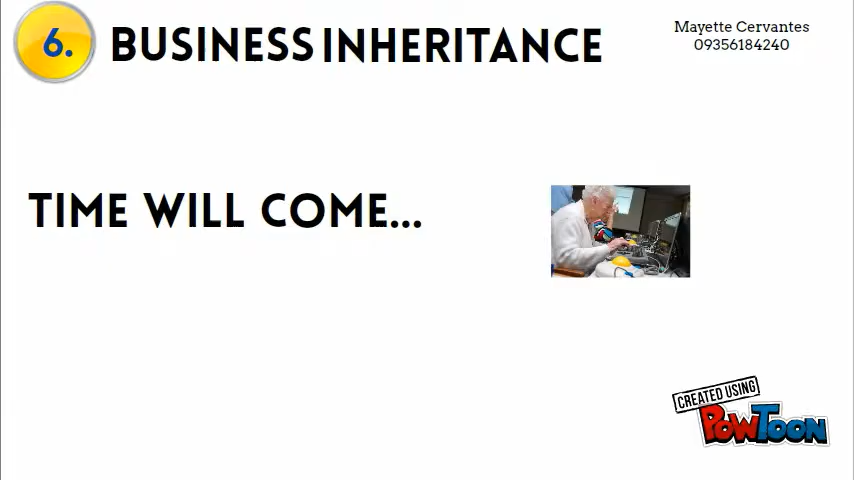 6.
BUSINESS INHERITANCE
Mayette Cervantes
09356184240
TIME WILL COME...
CREATED USING
POWTOON